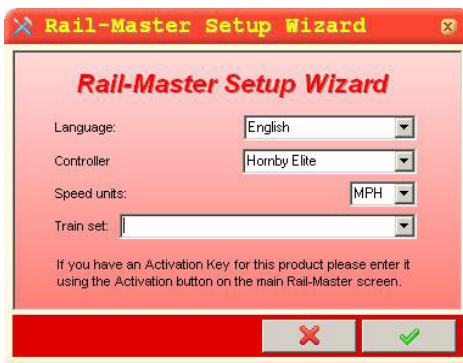 Rail-Master Setup Wizard
Rail-Master Setup Wizard
Language: English
Controller Hornby Elite
Speed units: MPH
Train set:
If you have an Activation Key for this product please enter it
using the Activation button on the main Rail-Master screen.